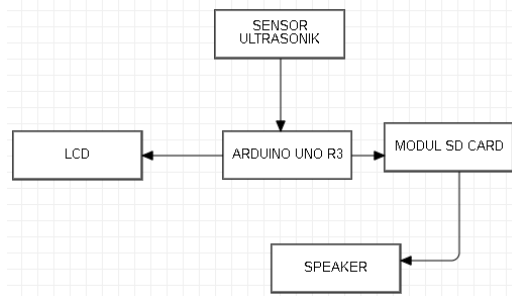 SENSOR
ULTRASONIK
LCD
ARDUINO UNO R3
MODUL SD CARD
SPEAKER